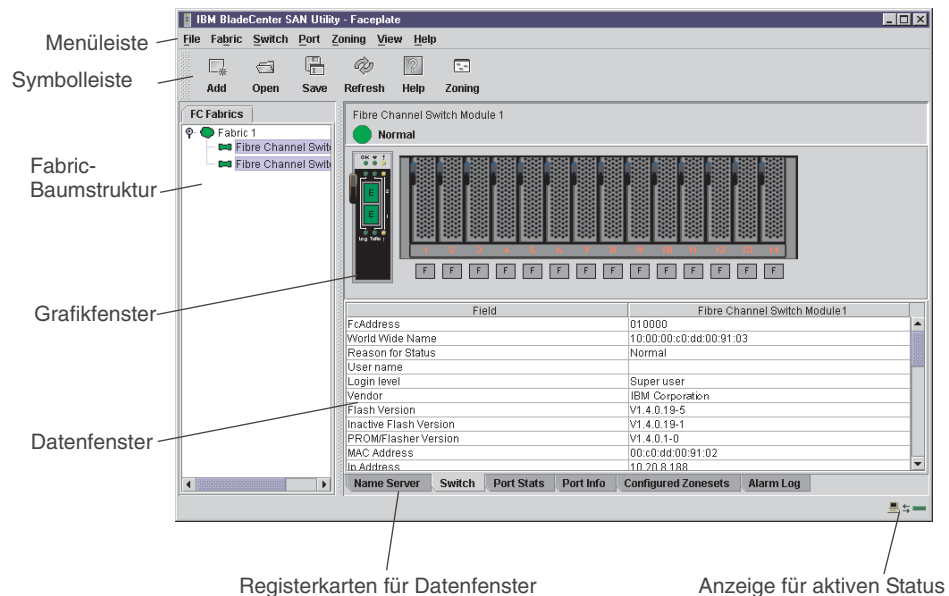 IBM BladeCenter SAN Utility - Faceplate
Menüleiste
File Fabric Switch Port Zoning View Help
Symbolleiste
Add Open Save Refresh Help Zoning
FC Fabrics
Fabric 1
Fibre Channel Swit
Fibre Channel Swit
Fabric-
Baumstruktur
Fibre Channel Switch Module 1
Normal
OK
E
E
1 2 3 4 5 6 7 8 9 10 11 12 13 14
F F F F F F F F F F F F F F
Grafikfenster
Field Fibre Channel Switch Module1
FcAddress 010000
World Wide Name 10:00:00:c0:dd:00:91:03
Reason for Status Normal
User name
Login level Super user
Vendor IBM Corporation
Flash Version V1.4.0.19-5
Inactive Flash Version V1.4.0.19-1
PROM/Flasher Version V1.4.0.1-0
MAC Address 00:c0:dd:00:91:02
Ip Address 10.20.8.188
Datenfenster
Name Server Switch Port Stats Port Info Configured Zonesets Alarm Log
Registerkarten für Datenfenster
Anzeige für aktiven Status